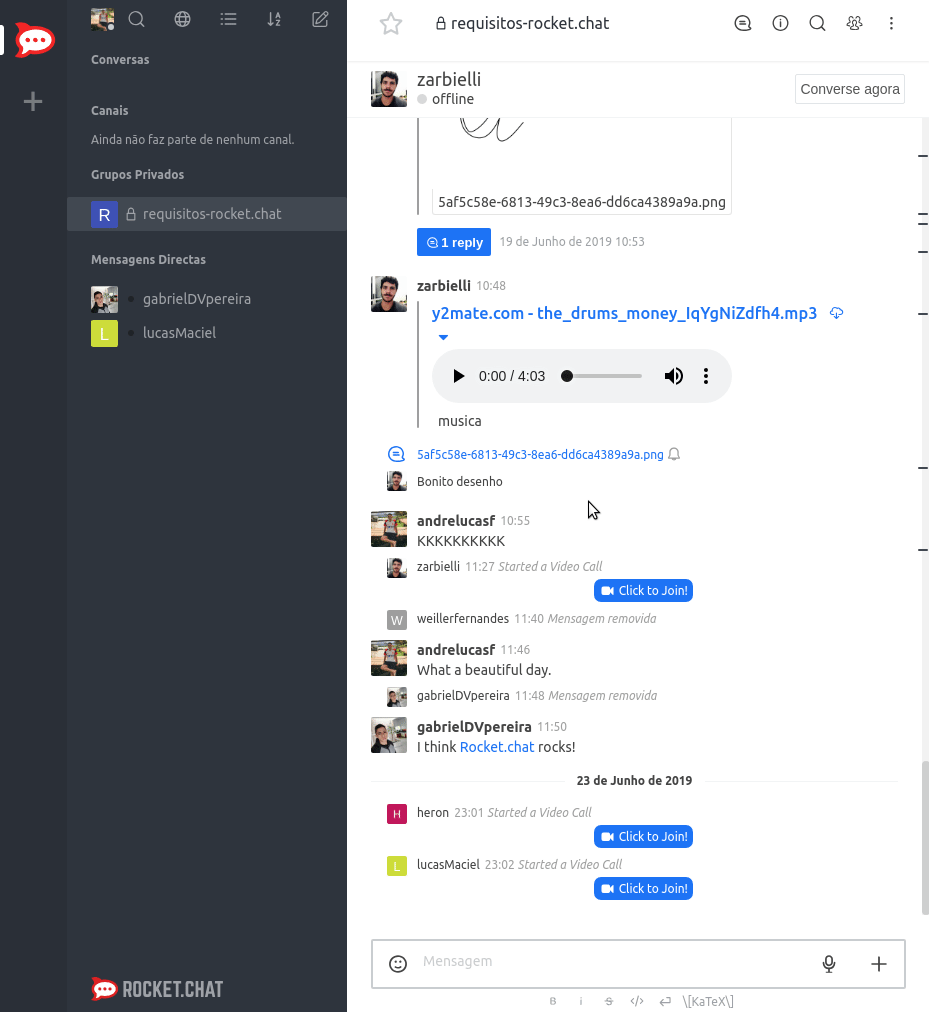 requisitos-rocket.chat
Conversas
Canais
Ainda não faz parte de nenhum canal.
Grupos Privados
R requisitos-rocket.chat
Mensagens Directas
gabrielDVpereira
L lucasMaciel
ROCKET.CHAT
zarbielli
offline
Converse agora
5af5c58e-6813-49c3-8ea6-dd6ca4389a9a.png
1 reply 19 de Junho de 2019 10:53
zarbielli 10:48
y2mate.com - the_drums_money_IqYgNiZdfh4.mp3
0:00 / 4:03
musica
5af5c58e-6813-49c3-8ea6-dd6ca4389a9a.png
Bonito desenho
andrelucasf 10:55
KKKKKKKKKK
zarbielli 11:27 Started a Video Call
Click to Join!
W weillerfernandes 11:40 Mensagem removida
andrelucasf 11:46
What a beautiful day.
gabrielDVpereira 11:48 Mensagem removida
gabrielDVpereira 11:50
I think Rocket.chat rocks!
23 de Junho de 2019
H heron 23:01 Started a Video Call
Click to Join!
L lucasMaciel 23:02 Started a Video Call
Click to Join!
Mensagem
B i S </> \[KaTeX\]